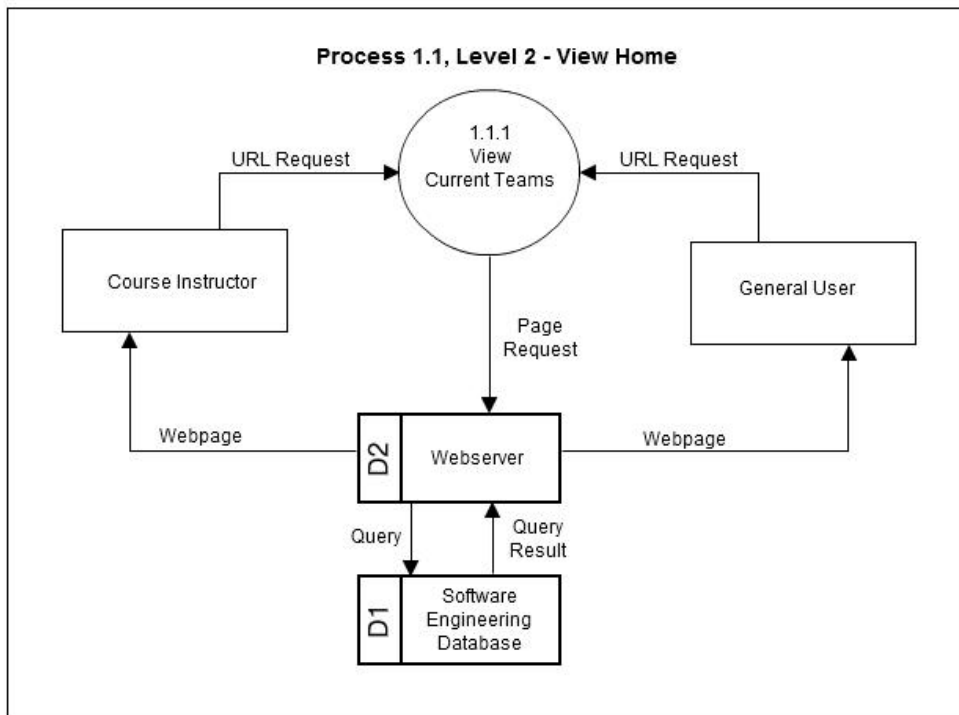 Process 1.1, Level 2 - View Home
1.1.1
View
Current Teams
URL Request
URL Request
Course Instructor
General User
Page
Request
Webpage
D2
Webserver
Webpage
Query
Query
Result
D1
Software
Engineering
Database